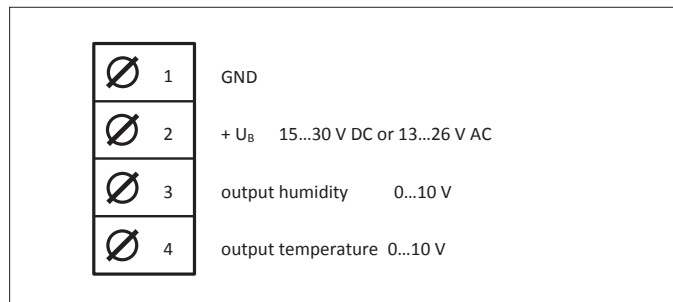 1 GND
2 + UB 15...30 V DC or 13...26 V AC
3 output humidity 0...10 V
4 output temperature 0...10 V